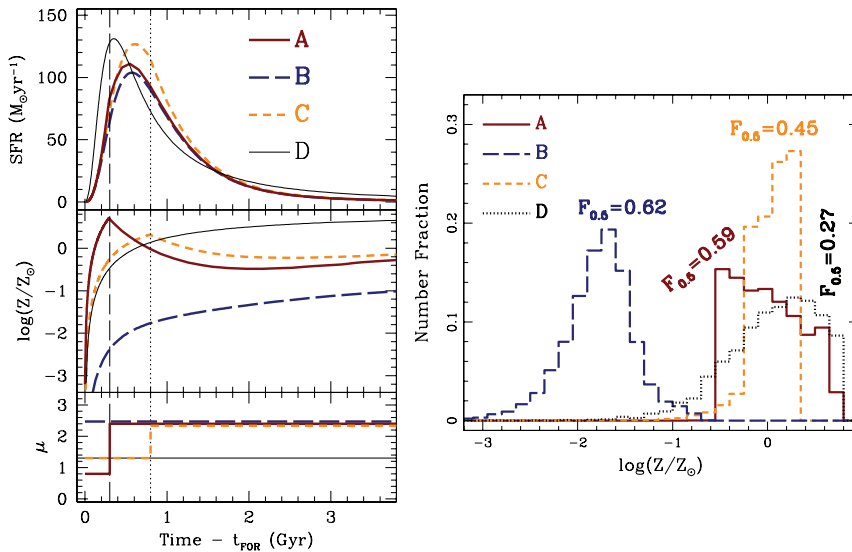 SFR (M⊙yr⁻¹)
150
100
50
0
A
B
C
D
log(Z/Z⊙)
0
−1
−2
−3
μ
3
2
1
0
0
1
2
3
Time − tFOR (Gyr)
Number Fraction
0.3
0.2
0.1
0
A
B
C
D
F0.6=0.45
F0.6=0.62
F0.6=0.59
F0.6=0.27
−3
−2
−1
0
log(Z/Z⊙)